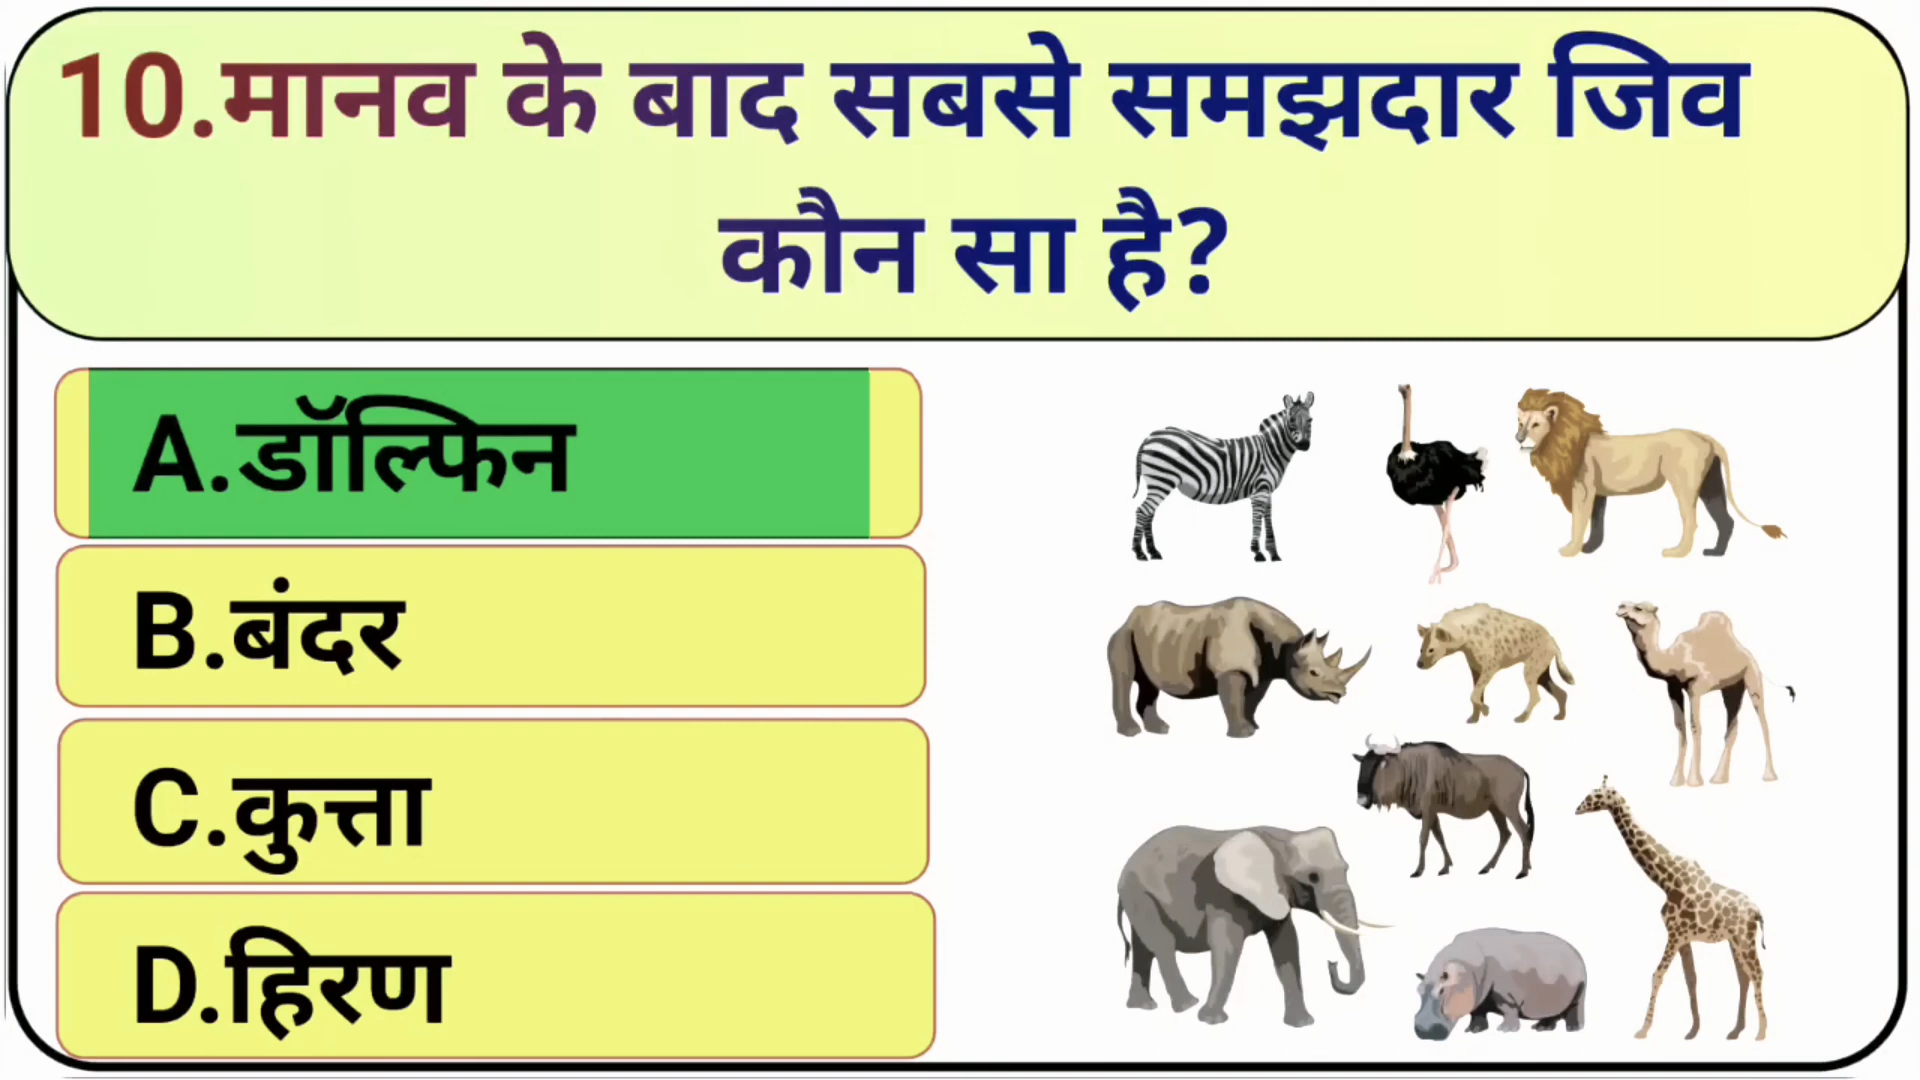 10.मानव के बाद सबसे समझदार जिव
कौन सा है?
A.डॉल्फिन
B.बंदर
C.कुत्ता
D.हिरण